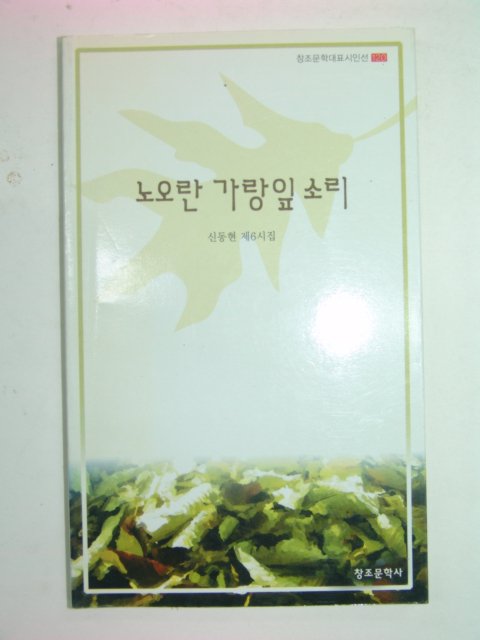 창조문학대표시인선 120
노오란 가랑잎 소리
신동현 제6시집
창조문학사